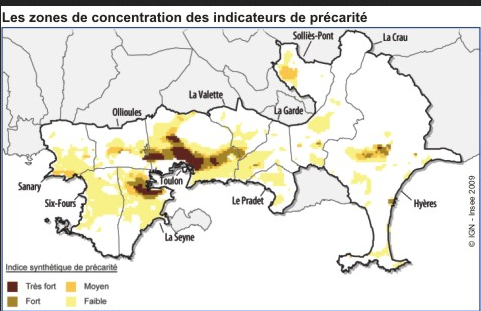 Les zones de concentration des indicateurs de précarité
Solliès-Pont
La Crau
La Valette
Ollioules
La Garde
Sanary
Toulon
Six-Fours
Le Pradet
Hyères
La Seyne
© IGN - Insee 2009
Indice synthétique de précarité
Très fort
Moyen
Fort
Faible